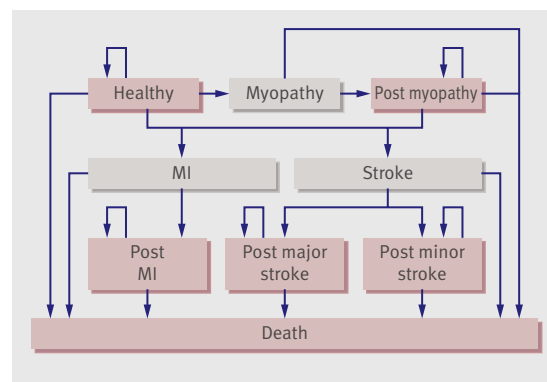 Healthy
Myopathy
Post myopathy
MI
Stroke
Post
MI
Post major
stroke
Post minor
stroke
Death